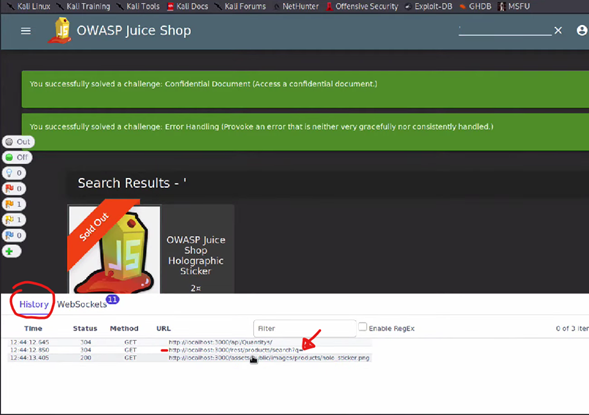 Kali Linux Kali Training Kali Tools Kali Docs Kali Forums NetHunter Offensive Security Exploit-DB GHDB MSFU
OWASP Juice Shop
You successfully solved a challenge: Confidential Document (Access a confidential document.)
You successfully solved a challenge: Error Handling (Provoke an error that is neither very gracefully nor consistently handled.)
Out
Off
0
0
1
1
0
Search Results - '
Sold Out
JS
OWASP Juice
Shop
Holographic
Sticker
2¤
History WebSockets 11
Time Status Method URL Filter Enable RegEx 0 of 3 iter
12:44:12.645 304 GET http://localhost:3000/api/Quantitys/
12:44:12.850 304 GET http://localhost:3000/rest/products/search?q=
12:44:13.405 200 GET http://localhost:3000/assets/public/images/products/holo_sticker.png